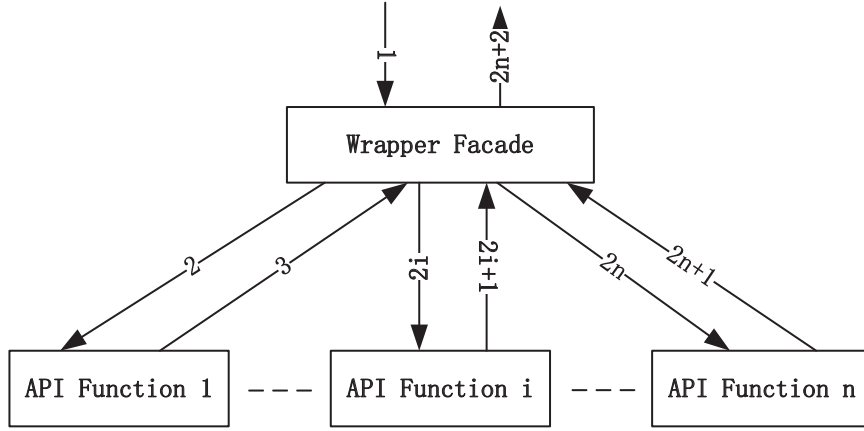 1
2n+2
Wrapper Facade
2
3
2i
2i+1
2n
2n+1
API Function 1
API Function i
API Function n